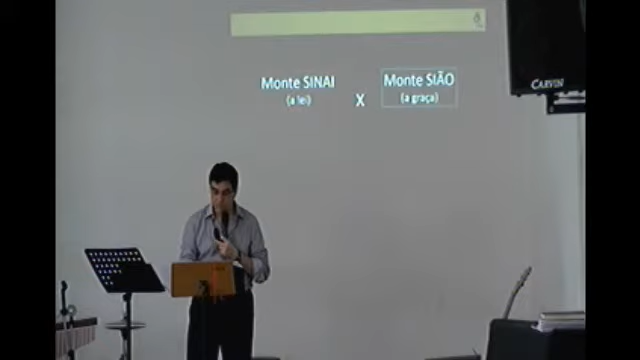 Monte SINAI
(a lei)
X
Monte SIÃO
(a graça)
CARVIN